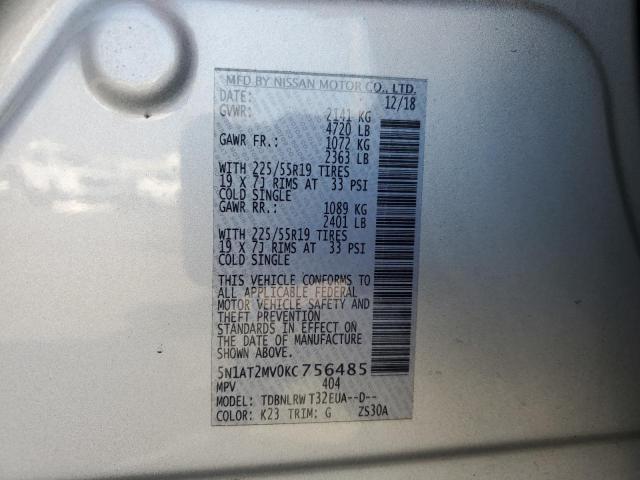 MFD BY NISSAN MOTOR CO., LTD.
DATE: 12/18
GVWR: 2141 KG
4720 LB
GAWR FR.: 1072 KG
2363 LB
WITH 225/55R19 TIRES
19 X 7J RIMS AT 33 PSI
COLD SINGLE
GAWR RR.: 1089 KG
2401 LB
WITH 225/55R19 TIRES
19 X 7J RIMS AT 33 PSI
COLD SINGLE
THIS VEHICLE CONFORMS TO
ALL APPLICABLE FEDERAL
MOTOR VEHICLE SAFETY AND
THEFT PREVENTION
STANDARDS IN EFFECT ON
THE DATE OF MANUFACTURE
SHOWN ABOVE.
5N1AT2MV0KC756485
MPV 404
MODEL: TDBNLRW T32EUA--D--
COLOR: K23 TRIM: G ZS30A